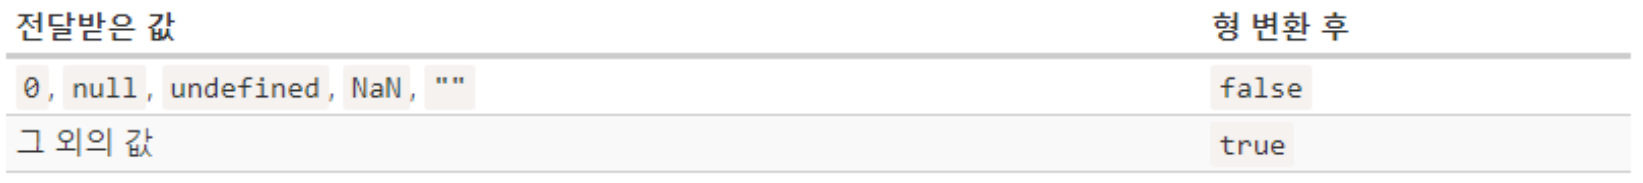 전달받은 값 형 변환 후
0, null, undefined, NaN, "" false
그 외의 값 true